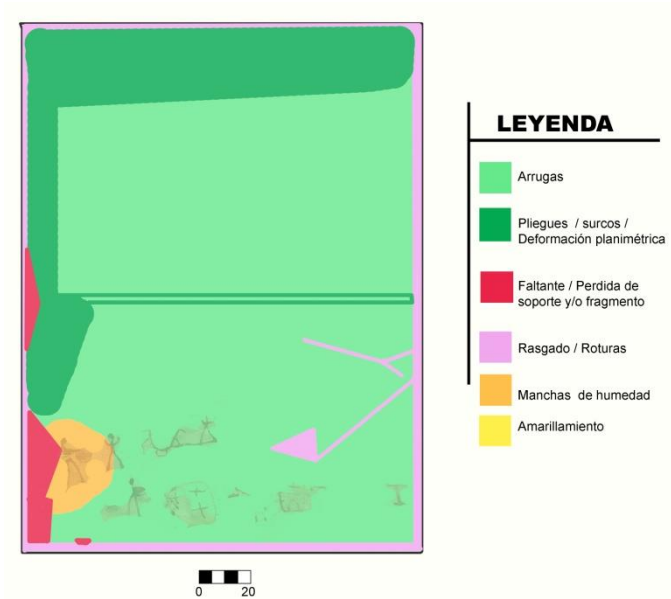 LEYENDA
Arrugas
Pliegues / surcos /
Deformación planimétrica
Faltante / Perdida de
soporte y/o fragmento
Rasgado / Roturas
Manchas de humedad
Amarillamiento
0 20